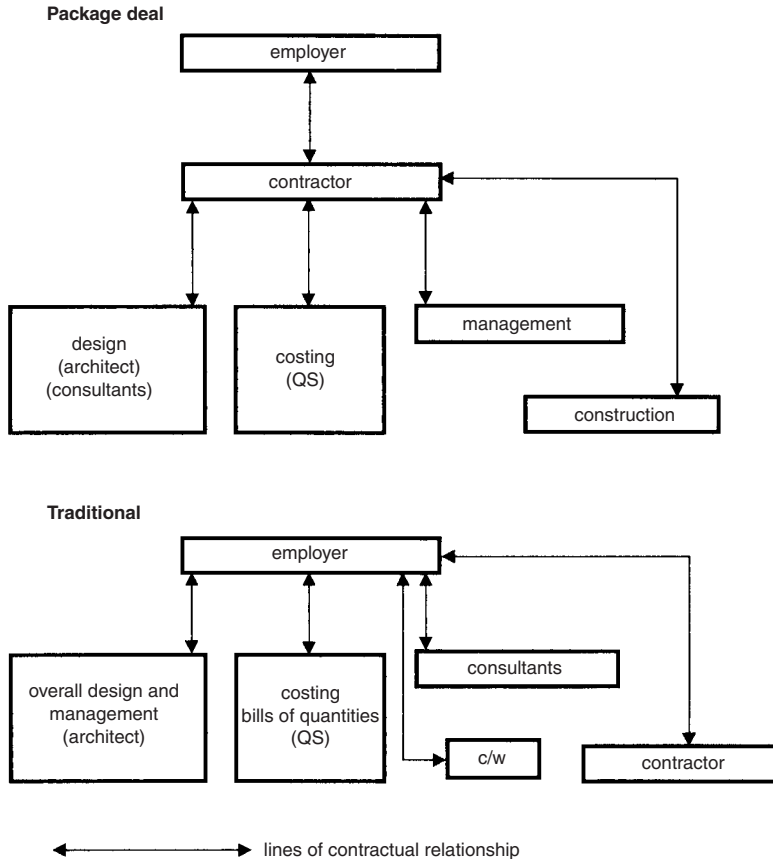 Package deal
employer
contractor
design
(architect)
(consultants)
costing
(QS)
management
construction
Traditional
employer
overall design and
management
(architect)
costing
bills of quantities
(QS)
consultants
c/w
contractor
lines of contractual relationship